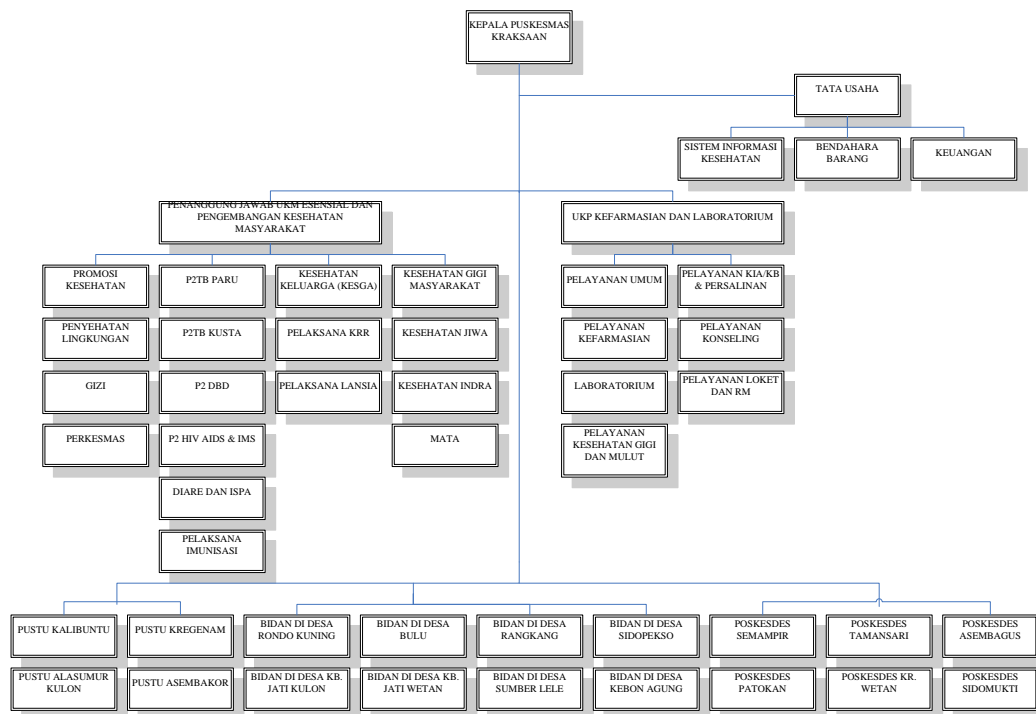 KEPALA PUSKESMAS
KRAKSAAN
TATA USAHA
SISTEM INFORMASI
KESEHATAN
BENDAHARA
BARANG
KEUANGAN
PENANGGUNG JAWAB UKM ESENSIAL DAN
PENGEMBANGAN KESEHATAN
MASYARAKAT
UKP KEFARMASIAN DAN LABORATORIUM
PROMOSI
KESEHATAN
P2TB PARU
KESEHATAN
KELUARGA (KESGA)
KESEHATAN GIGI
MASYARAKAT
PELAYANAN UMUM
PELAYANAN KIA/KB
& PERSALINAN
PENYEHATAN
LINGKUNGAN
P2TB KUSTA
PELAKSANA KRR
KESEHATAN JIWA
PELAYANAN
KEFARMASIAN
PELAYANAN
KONSELING
GIZI
P2 DBD
PELAKSANA LANSIA
KESEHATAN INDRA
LABORATORIUM
PELAYANAN LOKET
DAN RM
PERKESMAS
P2 HIV AIDS & IMS
MATA
PELAYANAN
KESEHATAN GIGI
DAN MULUT
DIARE DAN ISPA
PELAKSANA
IMUNISASI
PUSTU KALIBUNTU
PUSTU KREGENAM
BIDAN DI DESA
RONDO KUNING
BIDAN DI DESA
BULU
BIDAN DI DESA
RANGKANG
BIDAN DI DESA
SIDOPEKSO
POSKESDES
SEMAMPIR
POSKESDES
TAMANSARI
POSKESDES
ASEMBAGUS
PUSTU ALASUMUR
KULON
PUSTU ASEMBAKOR
BIDAN DI DESA KB.
JATI KULON
BIDAN DI DESA KB.
JATI WETAN
BIDAN DI DESA
SUMBER LELE
BIDAN DI DESA
KEBON AGUNG
POSKESDES
PATOKAN
POSKESDES KR.
WETAN
POSKESDES
SIDOMUKTI